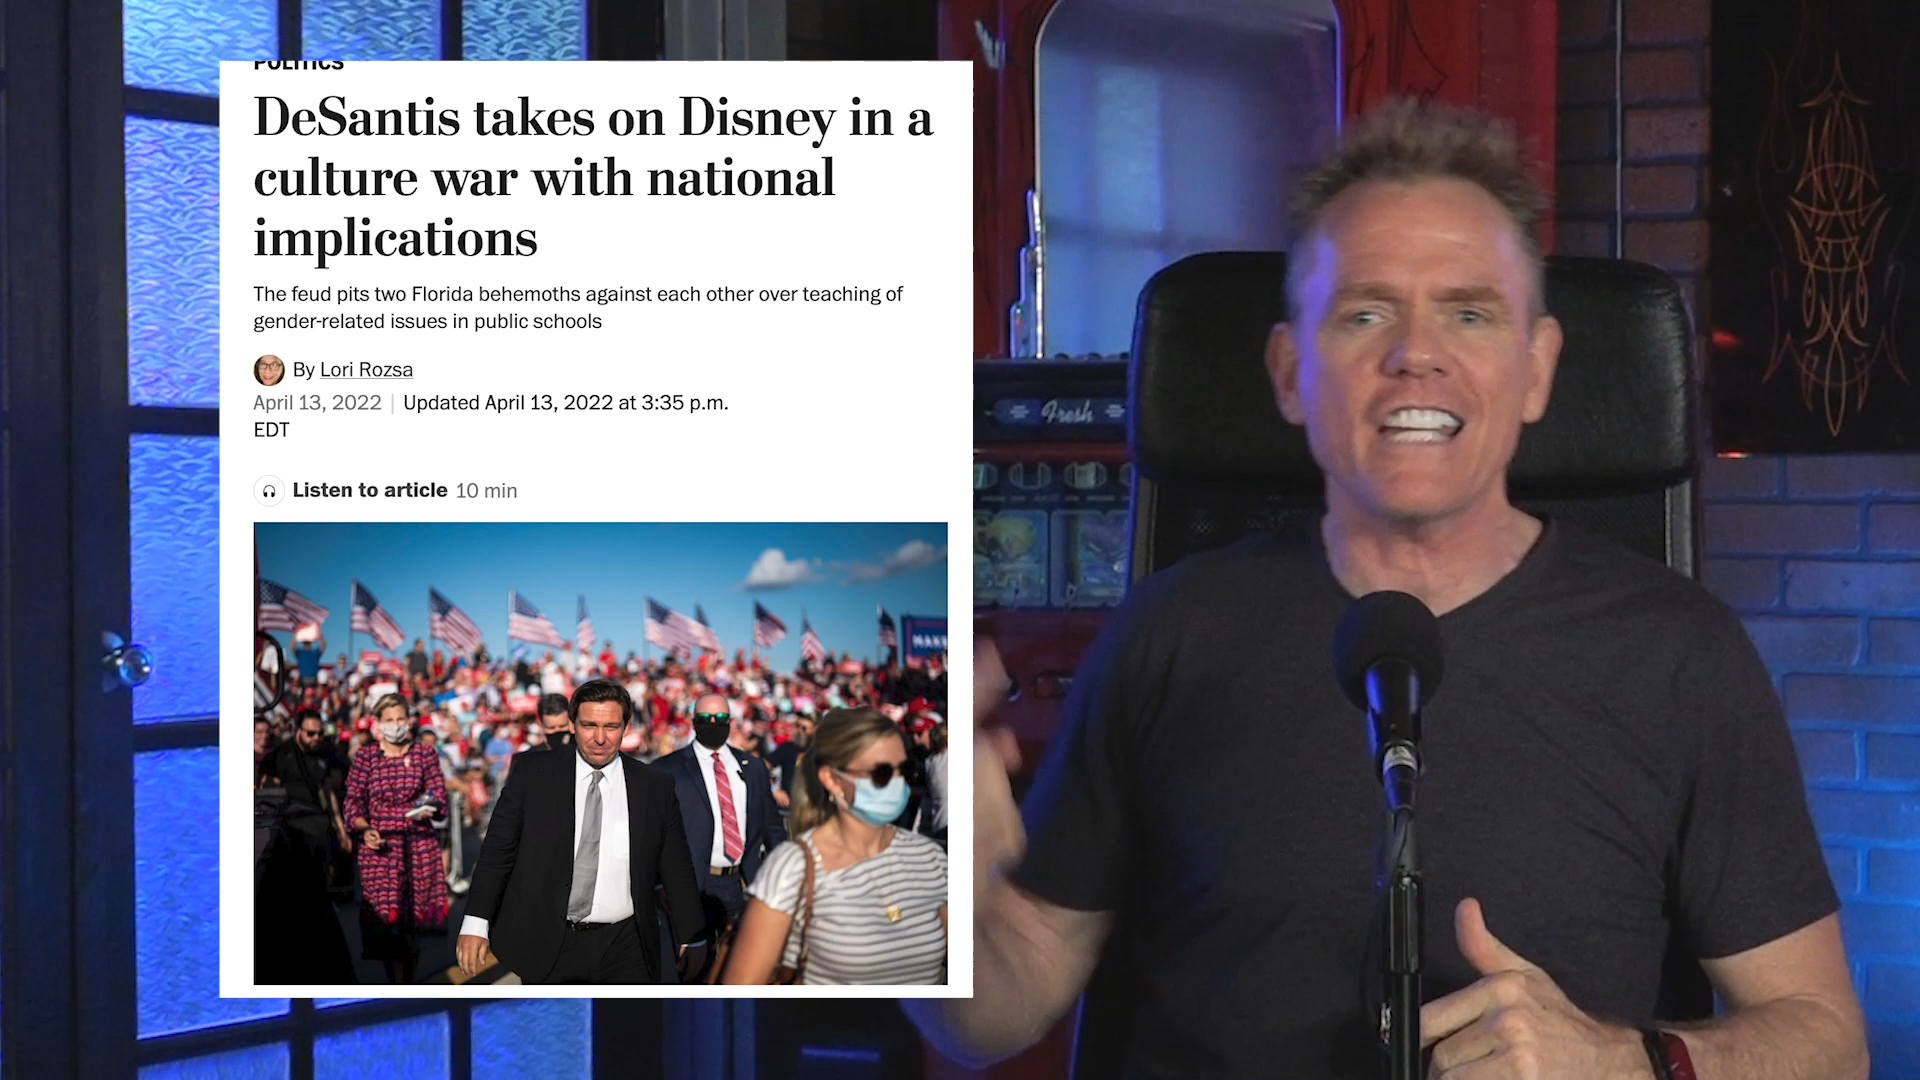 POLITICS
DeSantis takes on Disney in a
culture war with national
implications
The feud pits two Florida behemoths against each other over teaching of
gender-related issues in public schools
By Lori Rozsa
April 13, 2022 | Updated April 13, 2022 at 3:35 p.m.
EDT
Listen to article 10 min
Fresh